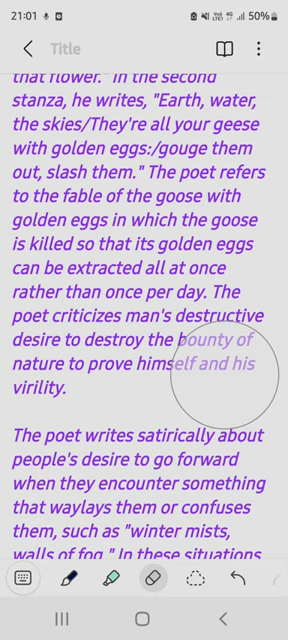 21:01
50%
Title
that flower." In the second
stanza, he writes, "Earth, water,
the skies/They're all your geese
with golden eggs:/gouge them
out, slash them." The poet refers
to the fable of the goose with
golden eggs in which the goose
is killed so that its golden eggs
can be extracted all at once
rather than once per day. The
poet criticizes man's destructive
desire to destroy the bounty of
nature to prove himself and his
virility.
The poet writes satirically about
people's desire to go forward
when they encounter something
that waylays them or confuses
them, such as "winter mists,
walls of fog." In these situations